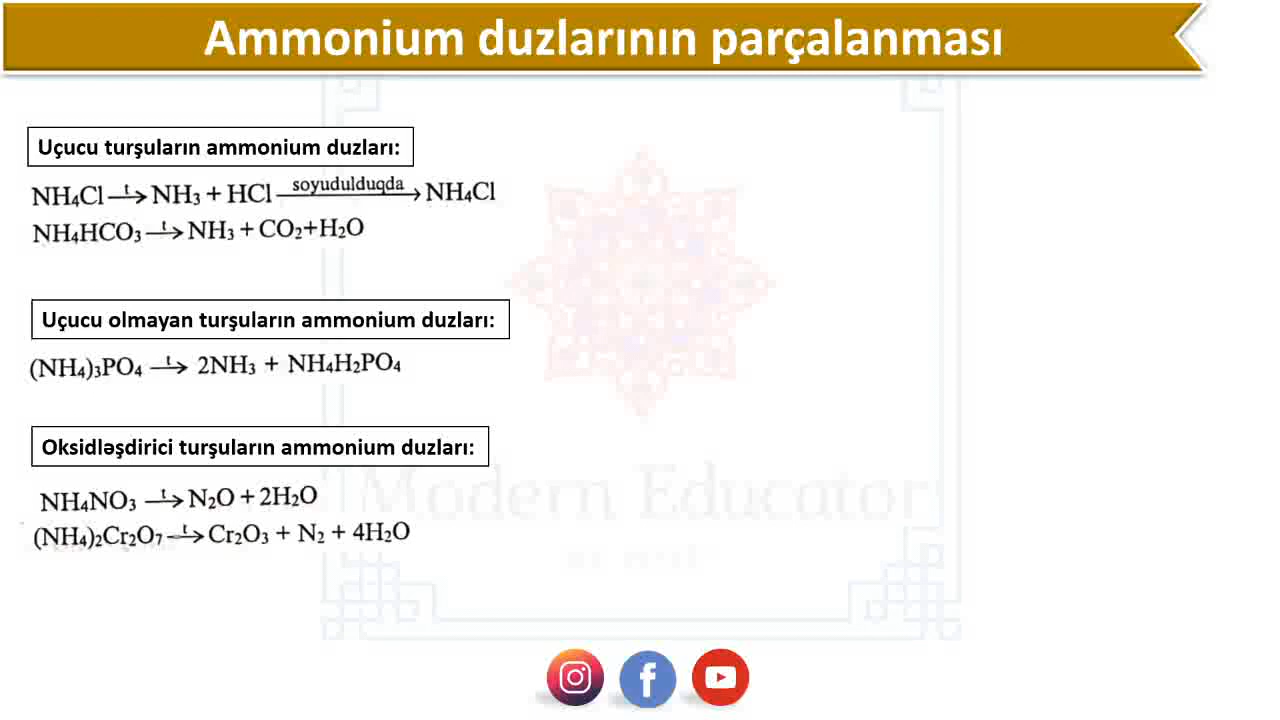 Ammonium duzlarının parçalanması
Uçucu turşuların ammonium duzları:
NH₄Cl —t→ NH₃ + HCl —soyudulduqda→ NH₄Cl
NH₄HCO₃ —t→ NH₃ + CO₂+H₂O
Uçucu olmayan turşuların ammonium duzları:
(NH₄)₃PO₄ —t→ 2NH₃ + NH₄H₂PO₄
Oksidləşdirici turşuların ammonium duzları:
NH₄NO₃ —t→ N₂O + 2H₂O
(NH₄)₂Cr₂O₇ —t→ Cr₂O₃ + N₂ + 4H₂O
Modern Educator